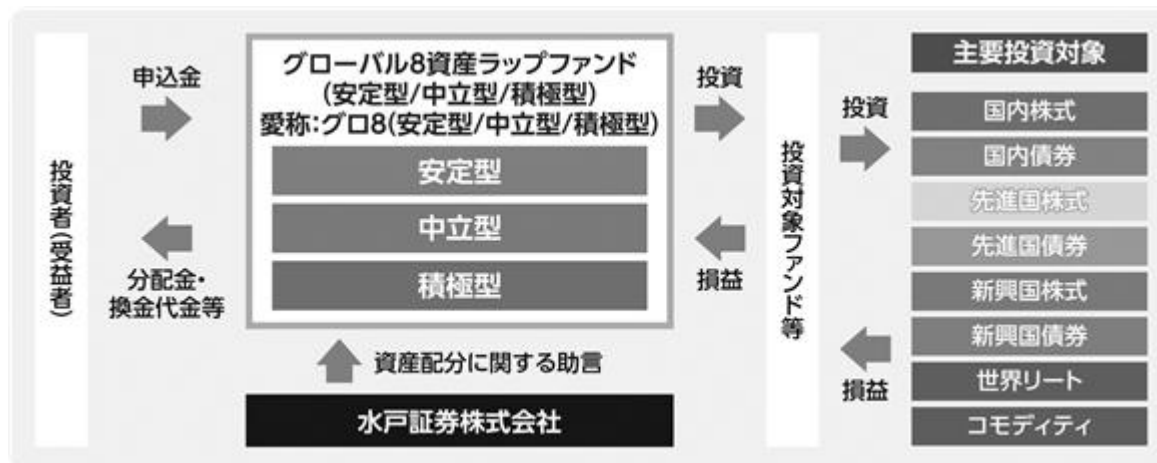 投資者(受益者)
申込金
分配金・
換金代金等
グローバル8資産ラップファンド
(安定型/中立型/積極型)
愛称:グロ8(安定型/中立型/積極型)
安定型
中立型
積極型
資産配分に関する助言
水戸証券株式会社
投資
損益
投資対象ファンド等
投資
損益
主要投資対象
国内株式
国内債券
先進国株式
先進国債券
新興国株式
新興国債券
世界リート
コモディティ